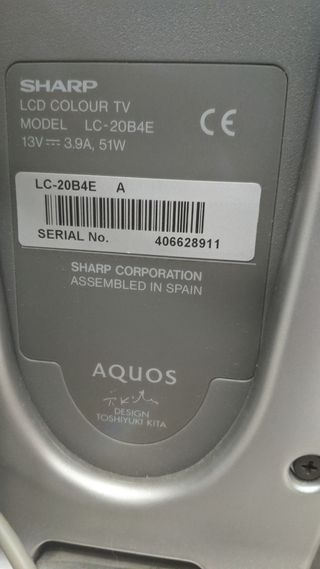 SHARP
LCD COLOUR TV
MODEL LC-20B4E
CE
13V⎓ 3.9A, 51W
LC-20B4E A
SERIAL No. 406628911
SHARP CORPORATION
ASSEMBLED IN SPAIN
AQUOS
DESIGN
TOSHIYUKI KITA